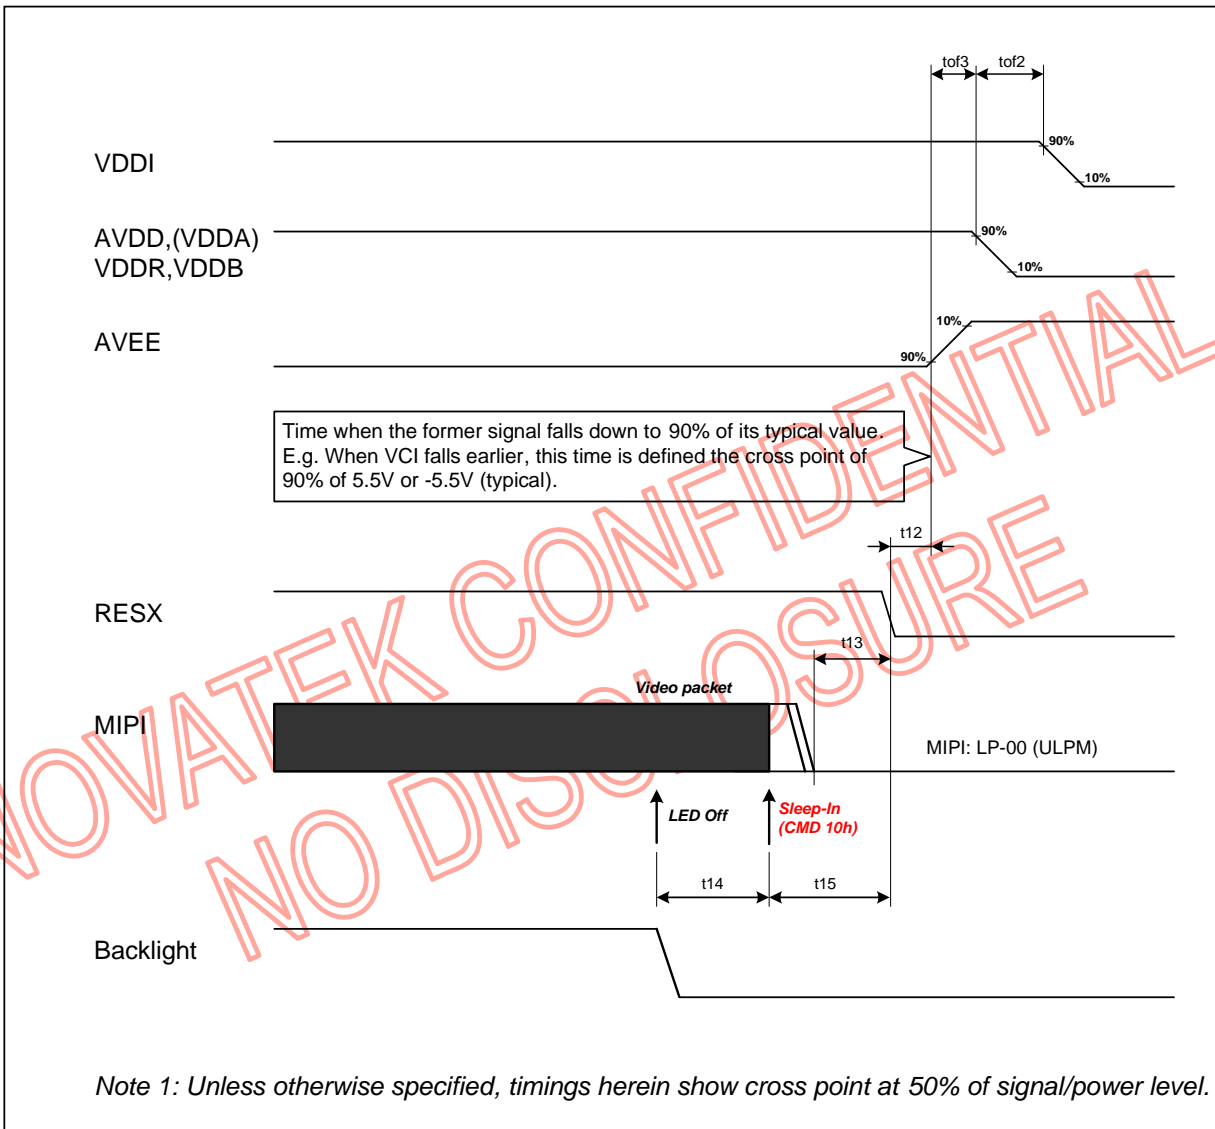 tof3
tof2
VDDI
90%
10%
AVDD,(VDDA)
VDDR,VDDB
90%
10%
AVEE
10%
90%
Time when the former signal falls down to 90% of its typical value.
E.g. When VCI falls earlier, this time is defined the cross point of
90% of 5.5V or -5.5V (typical).
t12
RESX
t13
Video packet
MIPI
MIPI: LP-00 (ULPM)
LED Off
Sleep-In
(CMD 10h)
t14
t15
Backlight
Note 1: Unless otherwise specified, timings herein show cross point at 50% of signal/power level.
NOVATEK CONFIDENTIAL
NO DISCLOSURE